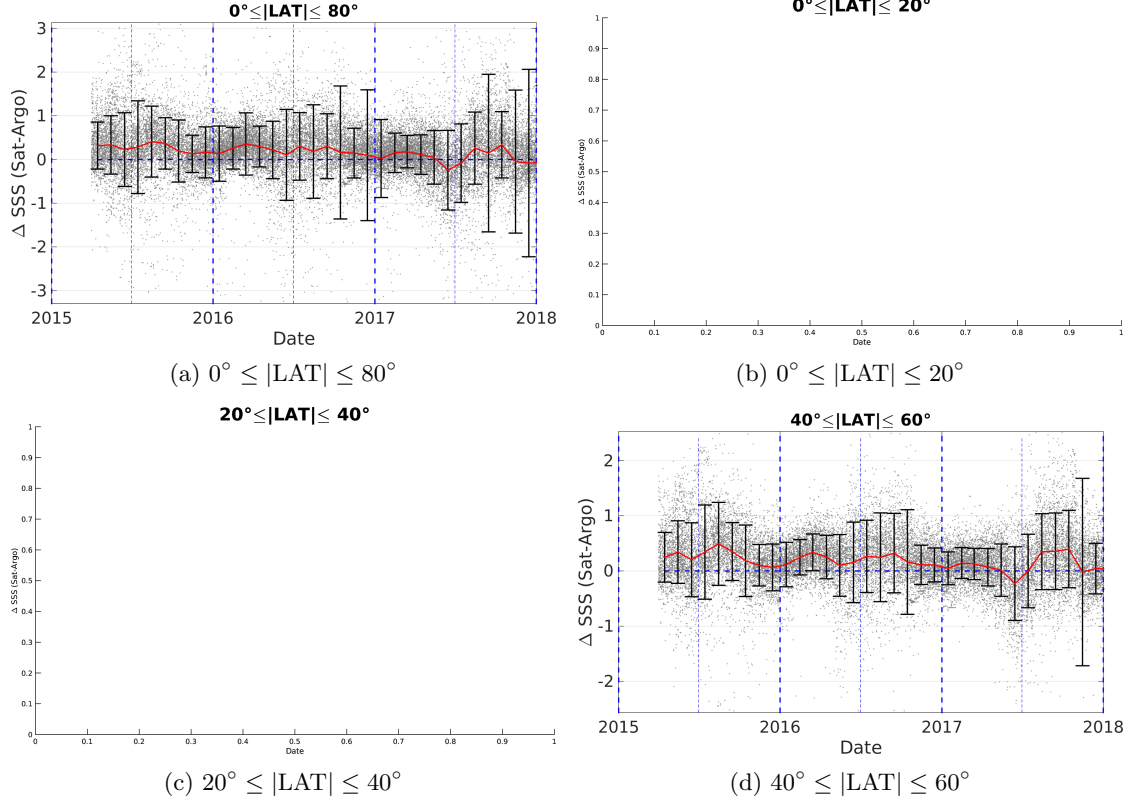 0°≤|LAT|≤ 80°
3
2
1
0
-1
-2
-3
Δ SSS (Sat-Argo)
2015 2016 2017 2018
Date
(a) 0° ≤ |LAT| ≤ 80°
0°≤|LAT|≤ 20°
1
0.9
0.8
0.7
0.6
0.5
0.4
0.3
0.2
0.1
0
Δ SSS (Sat-Argo)
0 0.1 0.2 0.3 0.4 0.5 0.6 0.7 0.8 0.9 1
Date
(b) 0° ≤ |LAT| ≤ 20°
20°≤|LAT|≤ 40°
1
0.9
0.8
0.7
0.6
0.5
0.4
0.3
0.2
0.1
0
Δ SSS (Sat-Argo)
0 0.1 0.2 0.3 0.4 0.5 0.6 0.7 0.8 0.9 1
Date
(c) 20° ≤ |LAT| ≤ 40°
40°≤|LAT|≤ 60°
2
1
0
-1
-2
Δ SSS (Sat-Argo)
2015 2016 2017 2018
Date
(d) 40° ≤ |LAT| ≤ 60°